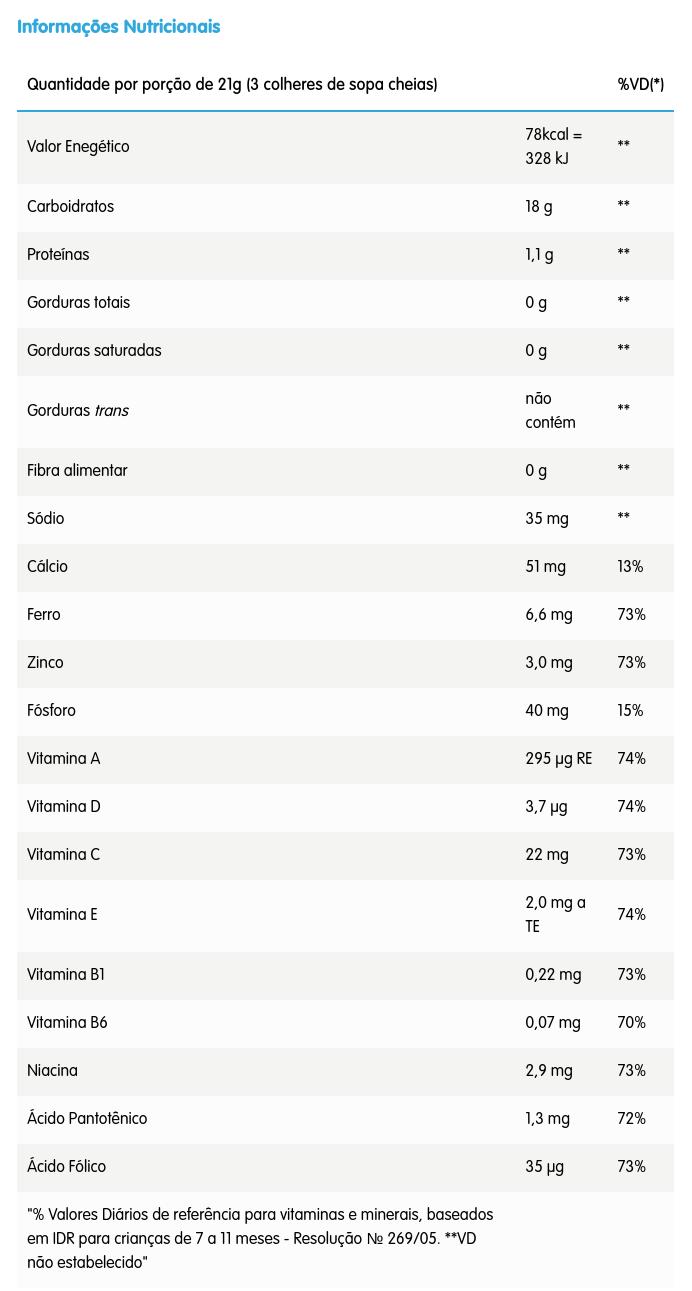 Informações Nutricionais
Quantidade por porção de 21g (3 colheres de sopa cheias) %VD(*)
Valor Enegético 78kcal = 328 kJ **
Carboidratos 18 g **
Proteínas 1,1 g **
Gorduras totais 0 g **
Gorduras saturadas 0 g **
Gorduras trans não contém **
Fibra alimentar 0 g **
Sódio 35 mg **
Cálcio 51 mg 13%
Ferro 6,6 mg 73%
Zinco 3,0 mg 73%
Fósforo 40 mg 15%
Vitamina A 295 µg RE 74%
Vitamina D 3,7 µg 74%
Vitamina C 22 mg 73%
Vitamina E 2,0 mg a TE 74%
Vitamina B1 0,22 mg 73%
Vitamina B6 0,07 mg 70%
Niacina 2,9 mg 73%
Ácido Pantotênico 1,3 mg 72%
Ácido Fólico 35 µg 73%
"% Valores Diários de referência para vitaminas e minerais, baseados
em IDR para crianças de 7 a 11 meses - Resolução № 269/05. **VD
não estabelecido"